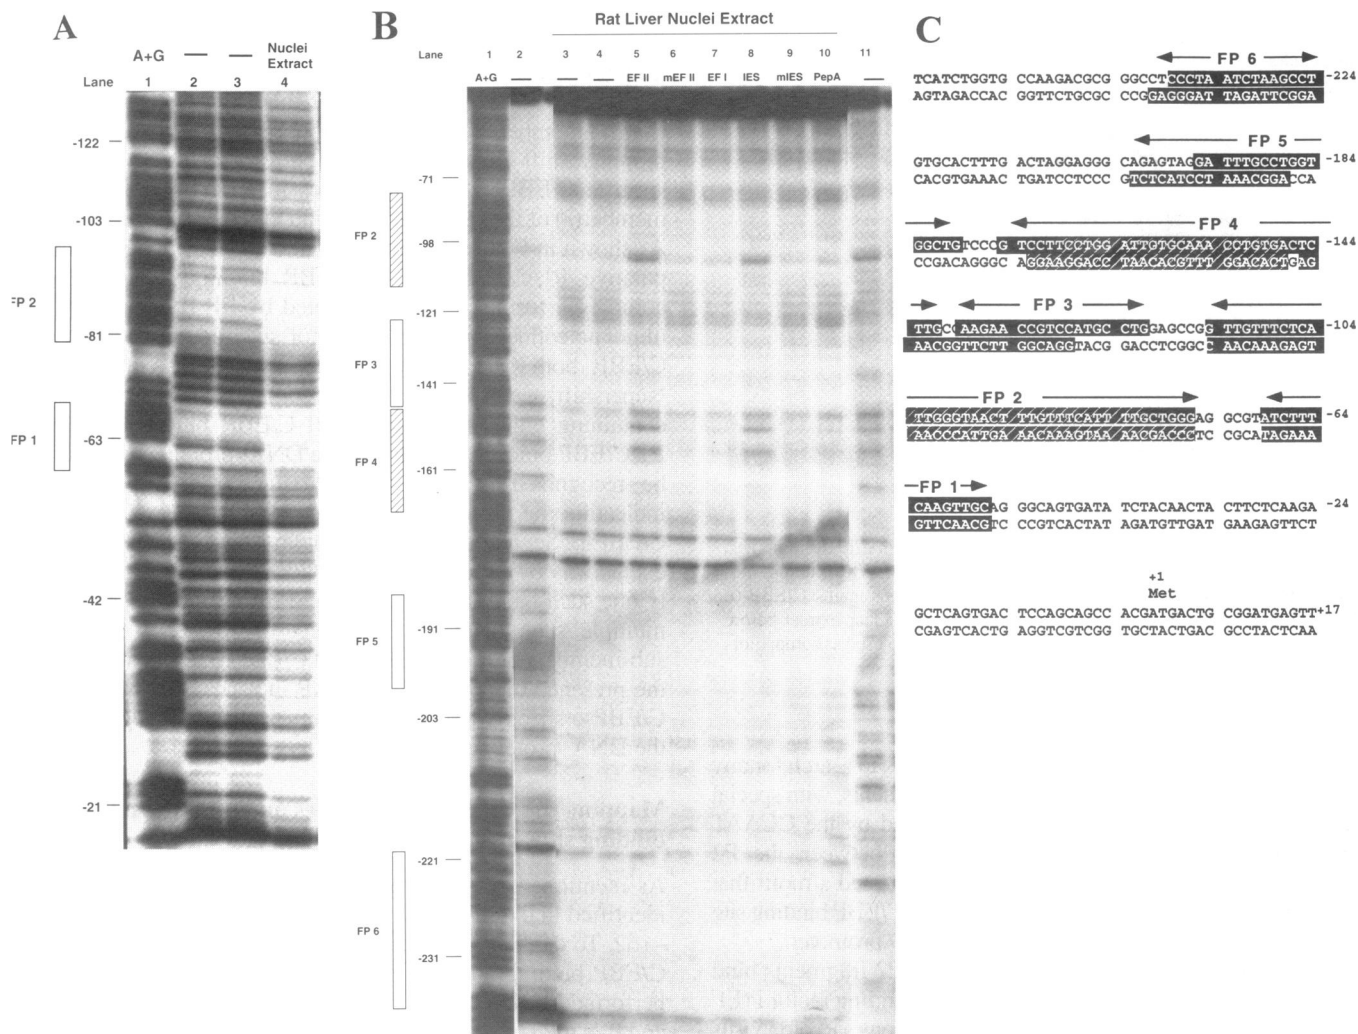 A
A+G — — Nuclei Extract
Lane 1 2 3 4
-122
-103
FP 2
-81
FP 1
-63
-42
-21
B
Rat Liver Nuclei Extract
Lane 1 2 3 4 5 6 7 8 9 10 11
A+G — — — EF II mEF II EF I IES mIES PepA —
-71
FP 2
-98
-121
FP 3
-141
FP 4
-161
-191
FP 5
-203
-221
FP 6
-231
C
FP 6
TCATCTGGTG CCAAGACGCG GGCCTCCCTA ATCTAAGCCT -224
AGTAGACCAC GGTTCTGCGC CCGGAGGGAT TAGATTCGGA
FP 5
GTGCACTTTG ACTAGGAGGG CAGAGTAGGA TTTGCCTGGT -184
CACGTGAAAC TGATCCTCCC GTCTCATCCT AAACGGACCA
FP 4
GGCTGTCCCG TCCTTCCTGG ATTGTGCAAA CCTGTGACTC -144
CCGACAGGGC AGGAAGGACC TAACACGTTT GGACACTGAG
FP 3
TTGCCAAGAA CCGTCCATGC CTGGAGCCGG TTGTTTCTCA -104
AACGGTTCTT GGCAGGTACG GACCTCGGCC AACAAAGAGT
FP 2
TTGGGTAACT TTGTTTCATT TTGCTGGGAG GCGTATCTTT -64
AACCCATTGA AACAAAGTAA AACGACCCTC CGCATAGAAA
FP 1
CAAGTTGCAG GGCAGTGATA TCTACAACTA CTTCTCAAGA -24
GTTCAACGTC CCGTCACTAT AGATGTTGAT GAAGAGTTCT
+1
Met
GCTCAGTGAC TCCAGCAGCC ACGATGACTG CGGATGAGTT +17
CGAGTCACTG AGGTCGTCGG TGCTACTGAC GCCTACTCAA